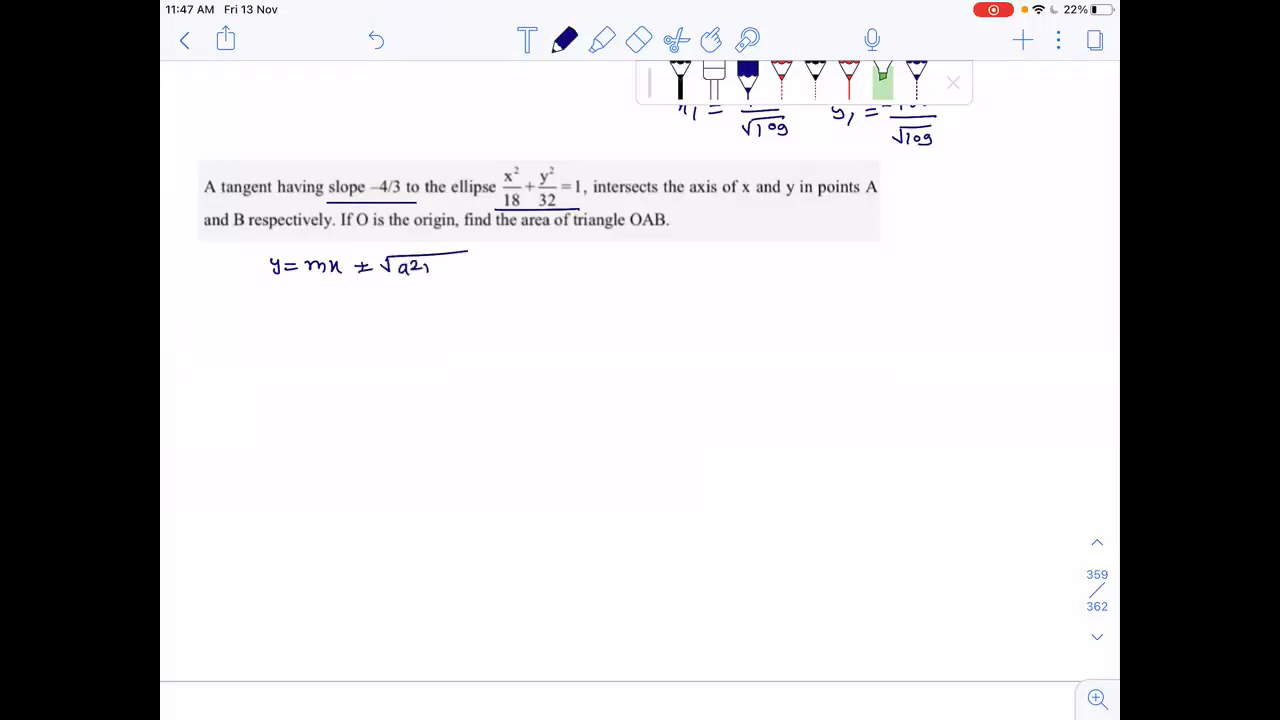 11:47 AM Fri 13 Nov
22%
T
x₁ = √109 y₁ = √109
A tangent having slope –4/3 to the ellipse x²/18 + y²/32 = 1, intersects the axis of x and y in points A
and B respectively. If O is the origin, find the area of triangle OAB.
y = mx ± √a2
359
362